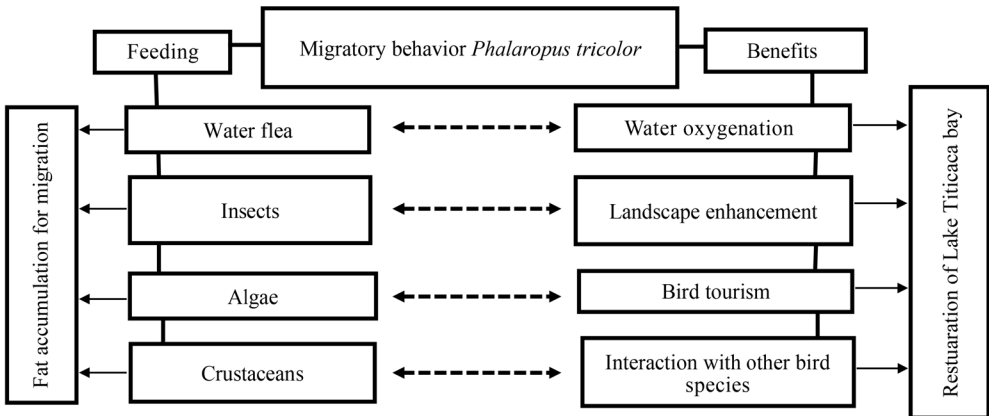 Migratory behavior Phalaropus tricolor
Feeding
Benefits
Fat accumulation for migration
Water flea
Water oxygenation
Insects
Landscape enhancement
Algae
Bird tourism
Crustaceans
Interaction with other bird
species
Restuaration of Lake Titicaca bay